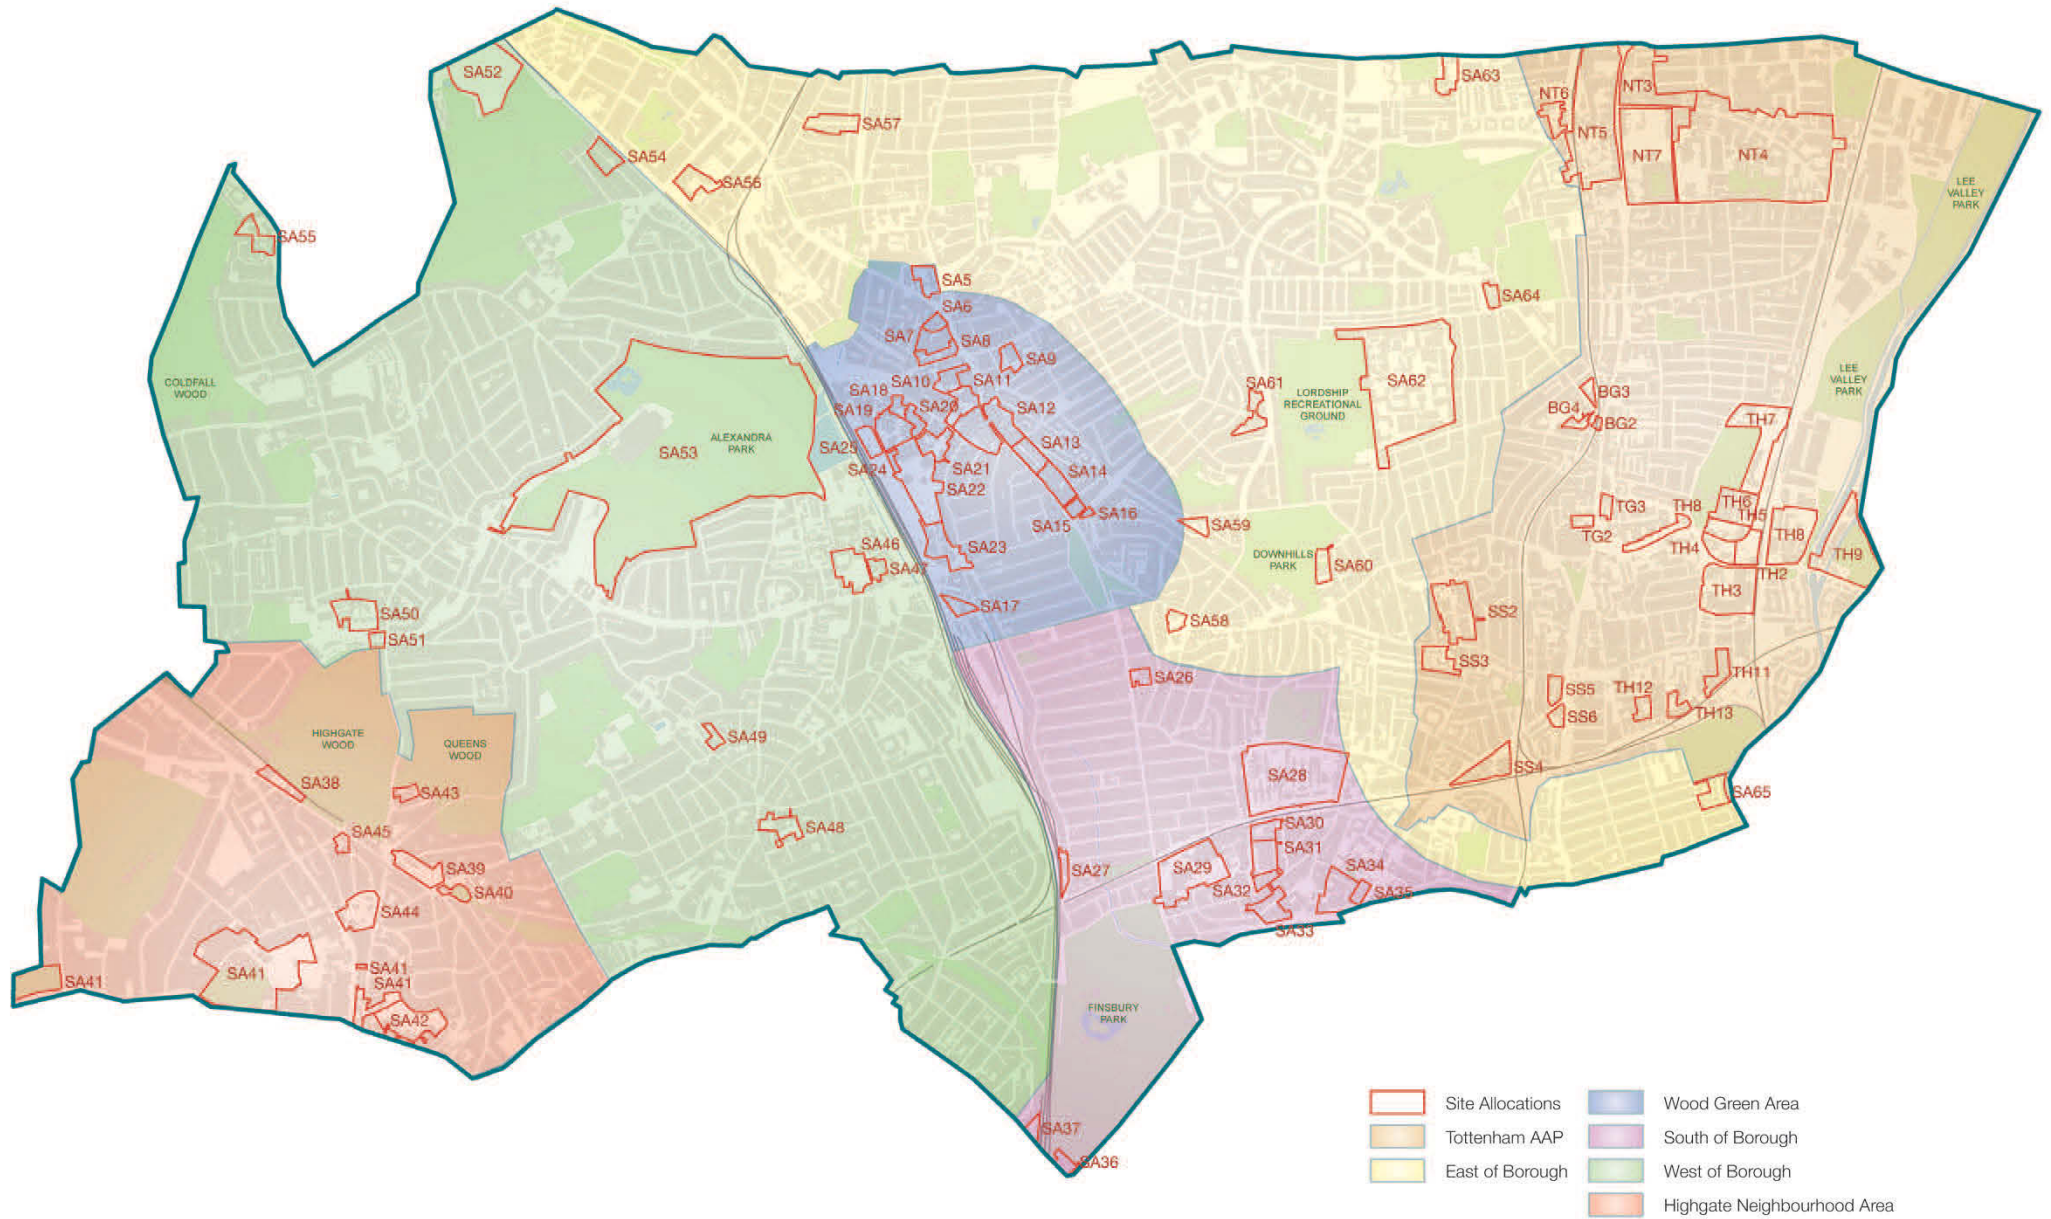 SA52
SA63
NT3
NT6
SA57
NT5
SA54
NT7
NT4
SA56
LEE
VALLEY
PARK
SA55
SA5
SA64
SA6
SA7
SA8
SA9
COLDFALL
WOOD
SA18
SA10
SA11
SA61
SA62
LORDSHIP
RECREATIONAL
GROUND
BG3
LEE
VALLEY
PARK
SA19
SA20
SA12
BG4
BG2
TH7
ALEXANDRA
PARK
SA53
SA25
SA13
SA24
SA21
SA14
SA22
SA15
SA16
SA59
TG3
TH8
TH6
TH5
TG2
TH4
TH8
TH9
SA46
SA23
SA47
DOWNHILLS
PARK
SA60
TH2
TH3
SA50
SA17
SA58
SS2
SA51
SS3
SA26
TH11
SS5
TH12
SS6
TH13
HIGHGATE
WOOD
QUEENS
WOOD
SA49
SA28
SS4
SA38
SA43
SA65
SA45
SA48
SA30
SA31
SA39
SA27
SA29
SA34
SA40
SA32
SA35
SA44
SA33
SA41
SA41
SA41
SA41
SA42
FINSBURY
PARK
SA37
SA36
Site Allocations
Wood Green Area
Tottenham AAP
South of Borough
East of Borough
West of Borough
Highgate Neighbourhood Area